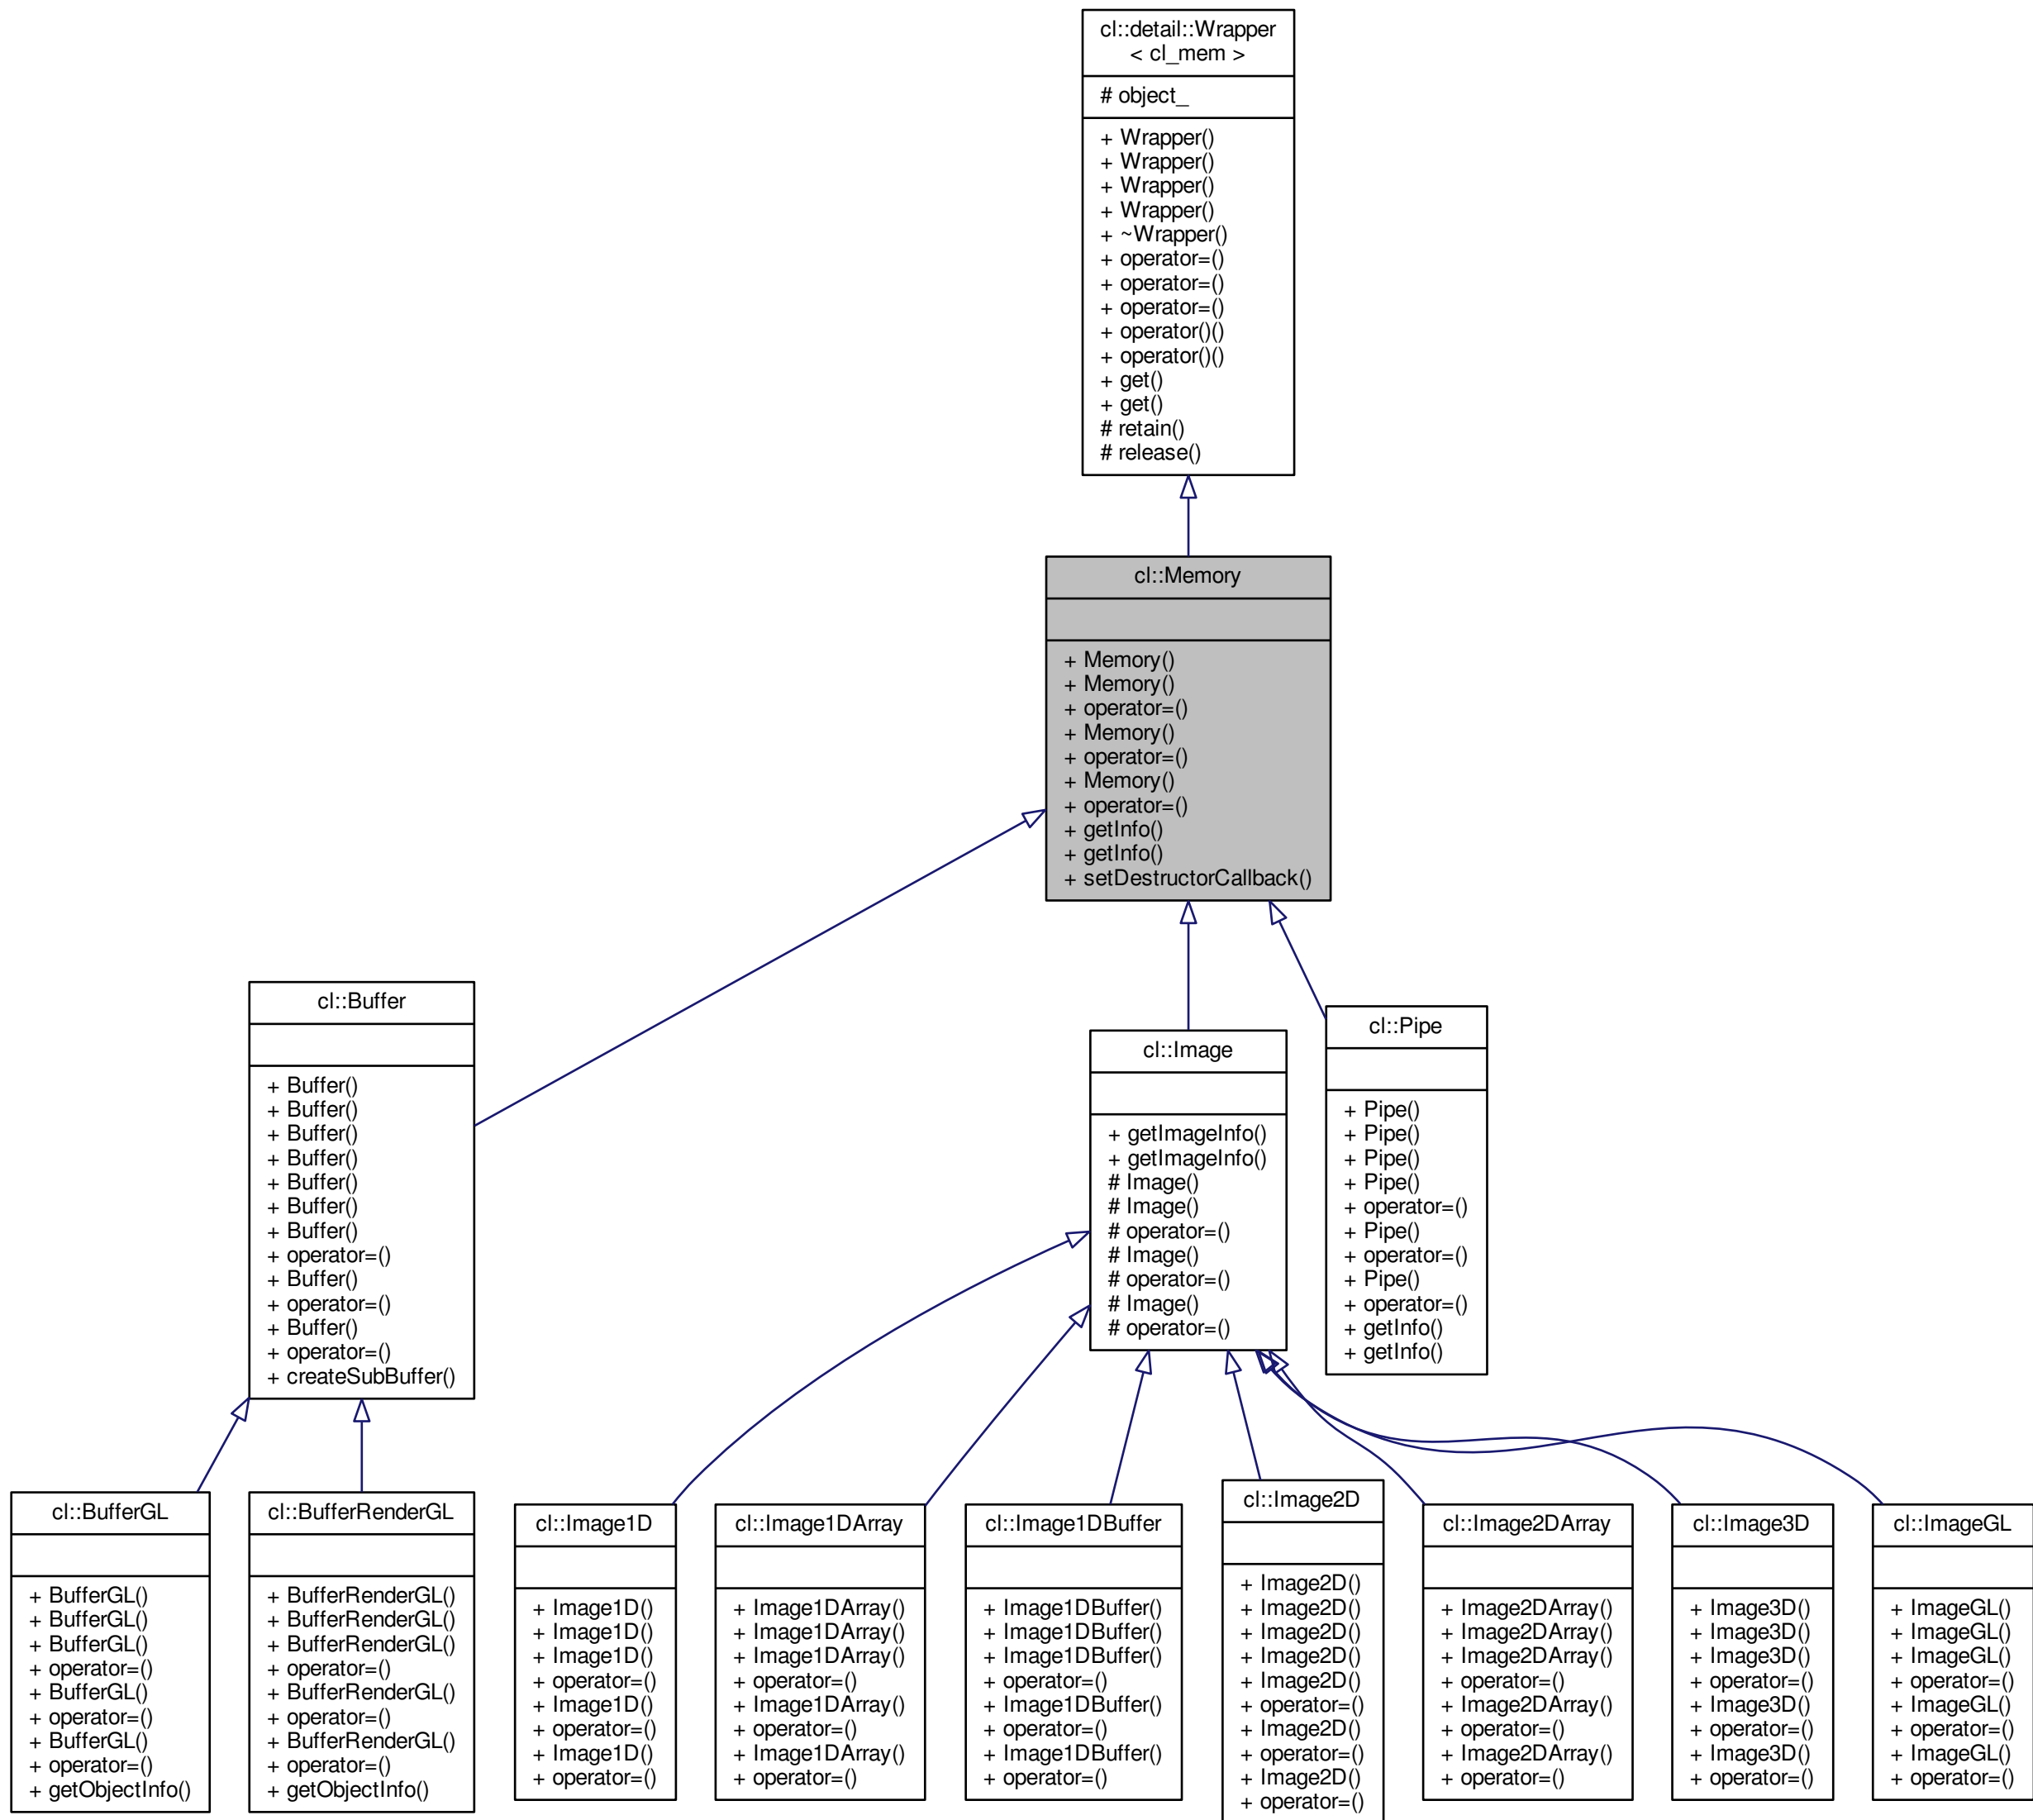 cl::detail::Wrapper
< cl_mem >
# object_
+ Wrapper()
+ Wrapper()
+ Wrapper()
+ Wrapper()
+ ~Wrapper()
+ operator=()
+ operator=()
+ operator=()
+ operator()()
+ operator()()
+ get()
+ get()
# retain()
# release()
cl::Memory
+ Memory()
+ Memory()
+ operator=()
+ Memory()
+ operator=()
+ Memory()
+ operator=()
+ getInfo()
+ getInfo()
+ setDestructorCallback()
cl::Buffer
+ Buffer()
+ Buffer()
+ Buffer()
+ Buffer()
+ Buffer()
+ Buffer()
+ Buffer()
+ operator=()
+ Buffer()
+ operator=()
+ Buffer()
+ operator=()
+ createSubBuffer()
cl::Image
+ getImageInfo()
+ getImageInfo()
# Image()
# Image()
# operator=()
# Image()
# operator=()
# Image()
# operator=()
cl::Pipe
+ Pipe()
+ Pipe()
+ Pipe()
+ Pipe()
+ operator=()
+ Pipe()
+ operator=()
+ Pipe()
+ operator=()
+ getInfo()
+ getInfo()
cl::BufferGL
+ BufferGL()
+ BufferGL()
+ BufferGL()
+ operator=()
+ BufferGL()
+ operator=()
+ BufferGL()
+ operator=()
+ getObjectInfo()
cl::BufferRenderGL
+ BufferRenderGL()
+ BufferRenderGL()
+ BufferRenderGL()
+ operator=()
+ BufferRenderGL()
+ operator=()
+ BufferRenderGL()
+ operator=()
+ getObjectInfo()
cl::Image1D
+ Image1D()
+ Image1D()
+ Image1D()
+ operator=()
+ Image1D()
+ operator=()
+ Image1D()
+ operator=()
cl::Image1DArray
+ Image1DArray()
+ Image1DArray()
+ Image1DArray()
+ operator=()
+ Image1DArray()
+ operator=()
+ Image1DArray()
+ operator=()
cl::Image1DBuffer
+ Image1DBuffer()
+ Image1DBuffer()
+ Image1DBuffer()
+ operator=()
+ Image1DBuffer()
+ operator=()
+ Image1DBuffer()
+ operator=()
cl::Image2D
+ Image2D()
+ Image2D()
+ Image2D()
+ Image2D()
+ Image2D()
+ operator=()
+ Image2D()
+ operator=()
+ Image2D()
+ operator=()
cl::Image2DArray
+ Image2DArray()
+ Image2DArray()
+ Image2DArray()
+ operator=()
+ Image2DArray()
+ operator=()
+ Image2DArray()
+ operator=()
cl::Image3D
+ Image3D()
+ Image3D()
+ Image3D()
+ operator=()
+ Image3D()
+ operator=()
+ Image3D()
+ operator=()
cl::ImageGL
+ ImageGL()
+ ImageGL()
+ ImageGL()
+ operator=()
+ ImageGL()
+ operator=()
+ ImageGL()
+ operator=()